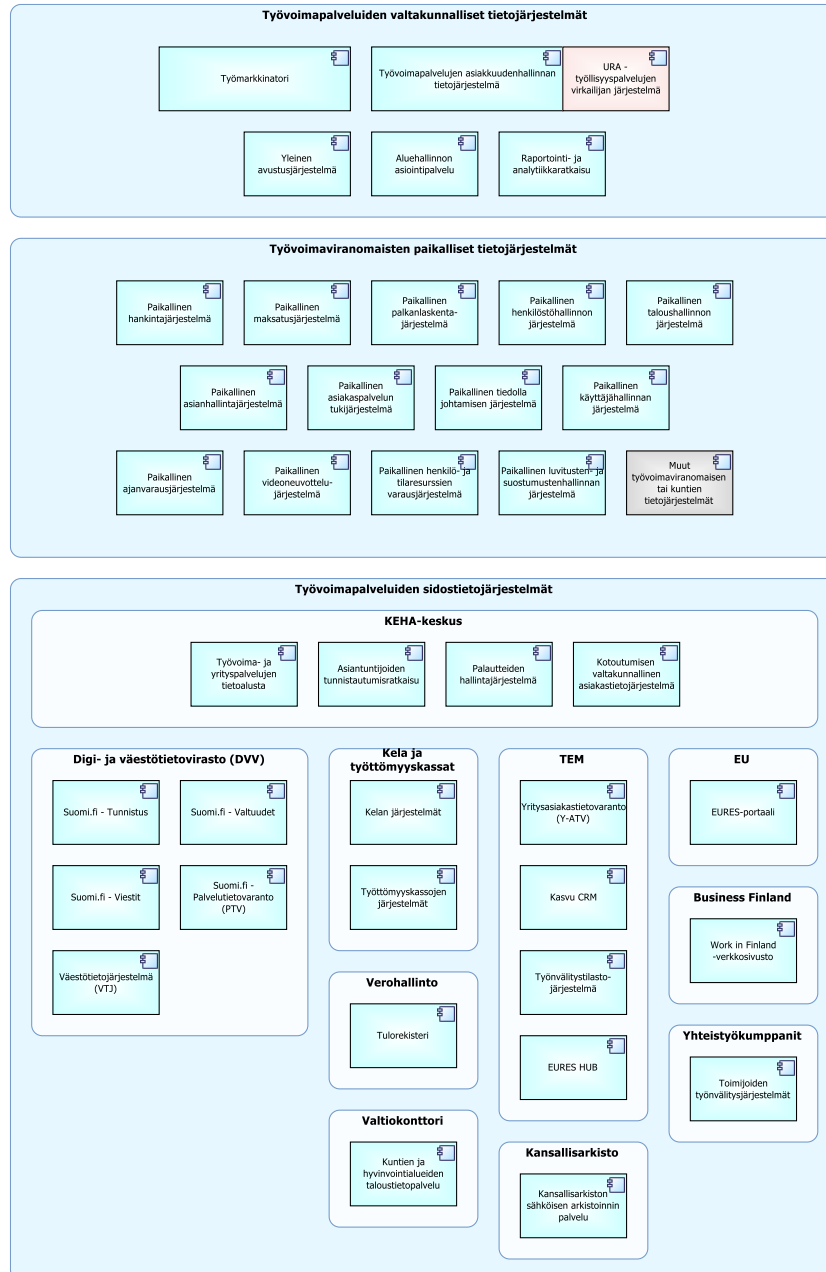 Työvoimapalveluiden valtakunnalliset tietojärjestelmät
Työmarkkinatori
Työvoimapalvelujen asiakkuudenhallinnan
tietojärjestelmä
URA -
työllisyyspalvelujen
virkailijan järjestelmä
Yleinen
avustusjärjestelmä
Aluehallinnon
asiointipalvelu
Raportointi- ja
analytiikkaratkaisu
Työvoimaviranomaisten paikalliset tietojärjestelmät
Paikallinen
hankintajärjestelmä
Paikallinen
maksatusjärjestelmä
Paikallinen
palkanlaskenta-
järjestelmä
Paikallinen
henkilöstöhallinnon
järjestelmä
Paikallinen
taloushallinnon
järjestelmä
Paikallinen
asianhallintajärjestelmä
Paikallinen
asiakaspalvelun
tukijärjestelmä
Paikallinen tiedolla
johtamisen järjestelmä
Paikallinen
käyttäjähallinnan
järjestelmä
Paikallinen
ajanvarausjärjestelmä
Paikallinen
videoneuvottelu-
järjestelmä
Paikallinen henkilö- ja
tilaresurssien
varausjärjestelmä
Paikallinen luvitusten- ja
suostumustenhallinnan
järjestelmä
Muut
työvoimaviranomaisen
tai kuntien
tietojärjestelmät
Työvoimapalveluiden sidostietojärjestelmät
KEHA-keskus
Työvoima- ja
yrityspalvelujen
tietoalusta
Asiantuntijoiden
tunnistautumisratkaisu
Palautteiden
hallintajärjestelmä
Kotoutumisen
valtakunnallinen
asiakastietojärjestelmä
Digi- ja väestötietovirasto (DVV)
Suomi.fi - Tunnistus
Suomi.fi - Valtuudet
Suomi.fi - Viestit
Suomi.fi -
Palvelutietovaranto
(PTV)
Väestötietojärjestelmä
(VTJ)
Kela ja
työttömyyskassat
Kelan järjestelmät
Työttömyyskassojen
järjestelmät
Verohallinto
Tulorekisteri
Valtiokonttori
Kuntien ja
hyvinvointialueiden
taloustietopalvelu
TEM
Yritysasiakastietovaranto
(Y-ATV)
Kasvu CRM
Työnvälitystilasto-
järjestelmä
EURES HUB
Kansallisarkisto
Kansallisarkiston
sähköisen arkistoinnin
palvelu
EU
EURES-portaali
Business Finland
Work in Finland
-verkkosivusto
Yhteistyökumppanit
Toimijoiden
työnvälitysjärjestelmät